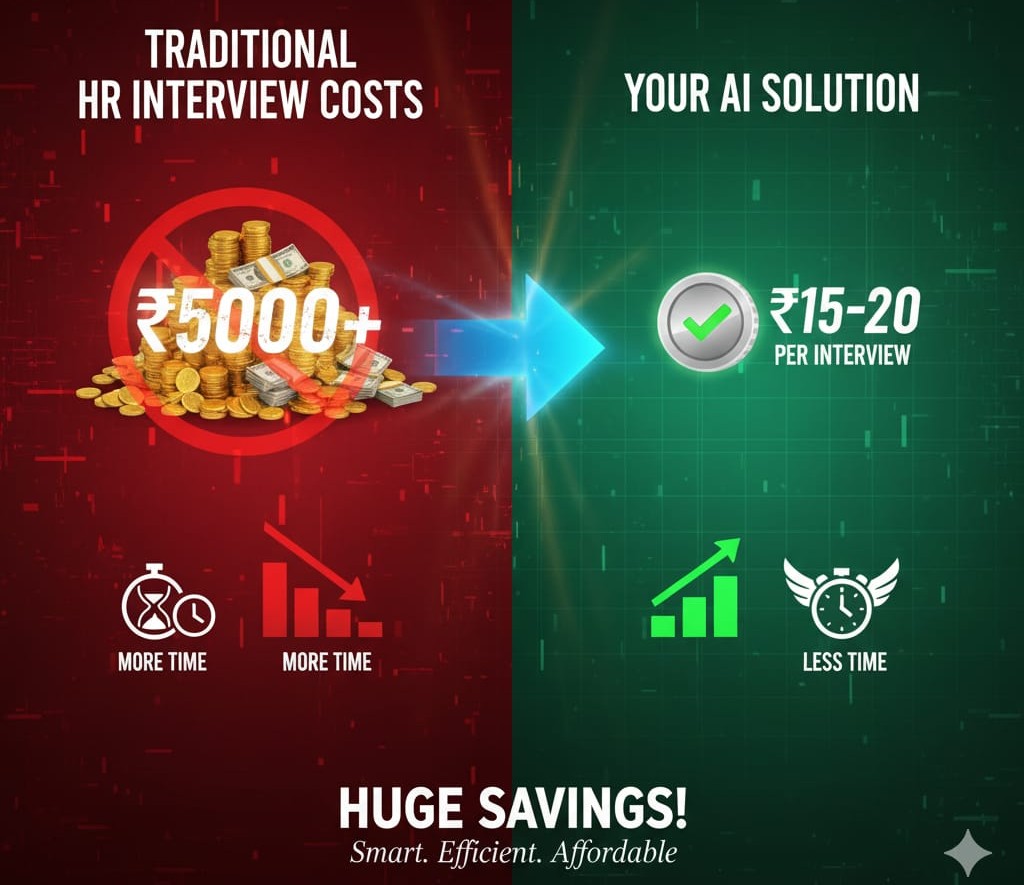 TRADITIONAL
HR INTERVIEW COSTS
₹5000+
MORE TIME
MORE TIME
YOUR AI SOLUTION
₹15-20
PER INTERVIEW
LESS TIME
HUGE SAVINGS!
Smart. Efficient. Affordable